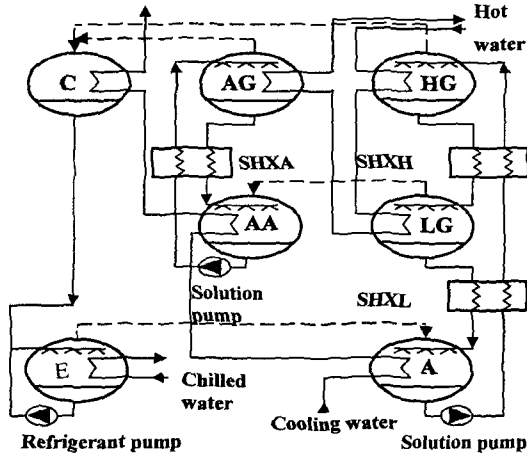 Hot
water
C
AG
HG
SHXA
SHXH
AA
LG
Solution
pump
SHXL
E
A
Chilled
water
Cooling water
Refrigerant pump
Solution pump